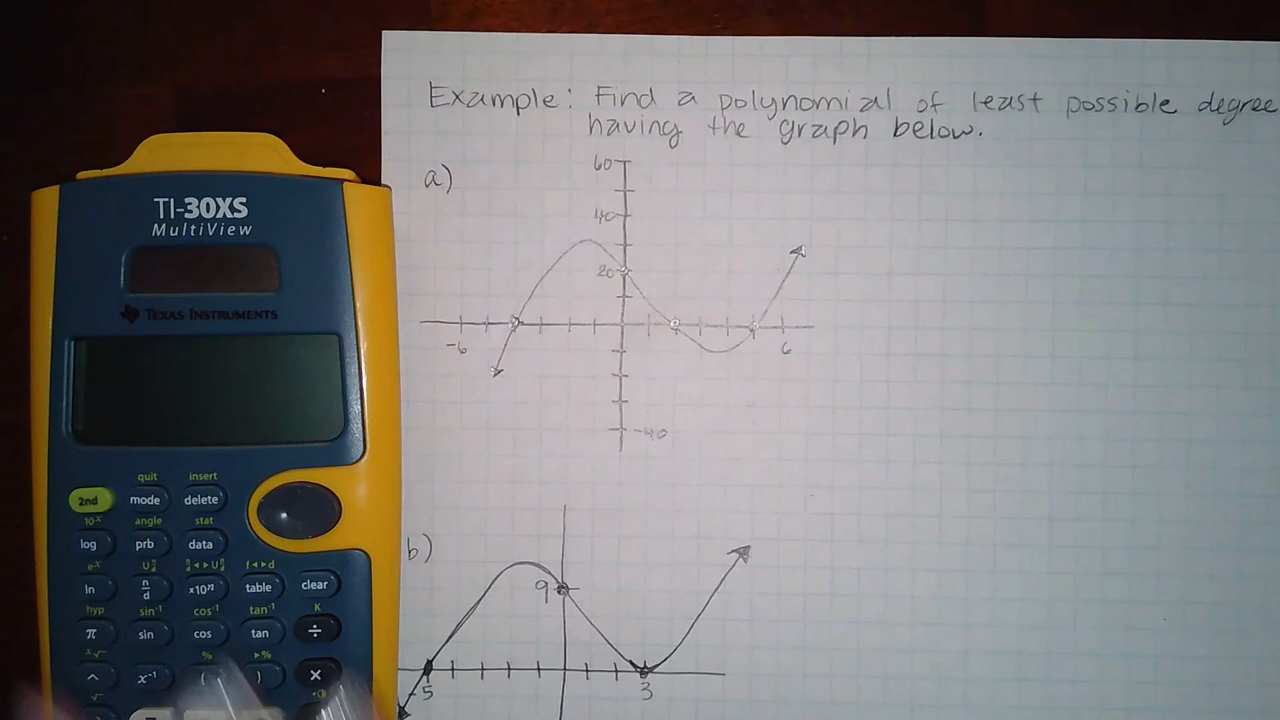 Example: Find a polynomial of least possible degree
having the graph below.
a)
60
40
20
-6
6
-40
b)
9
-5
3
TI-30XS
MultiView
TEXAS INSTRUMENTS
quit insert
2nd mode delete
angle stat
log prb data
ln n/d table clear
hyp sin⁻¹ cos⁻¹ tan⁻¹ K
π sin cos tan ÷
% ►%
^ x⁻¹ ( ) ×